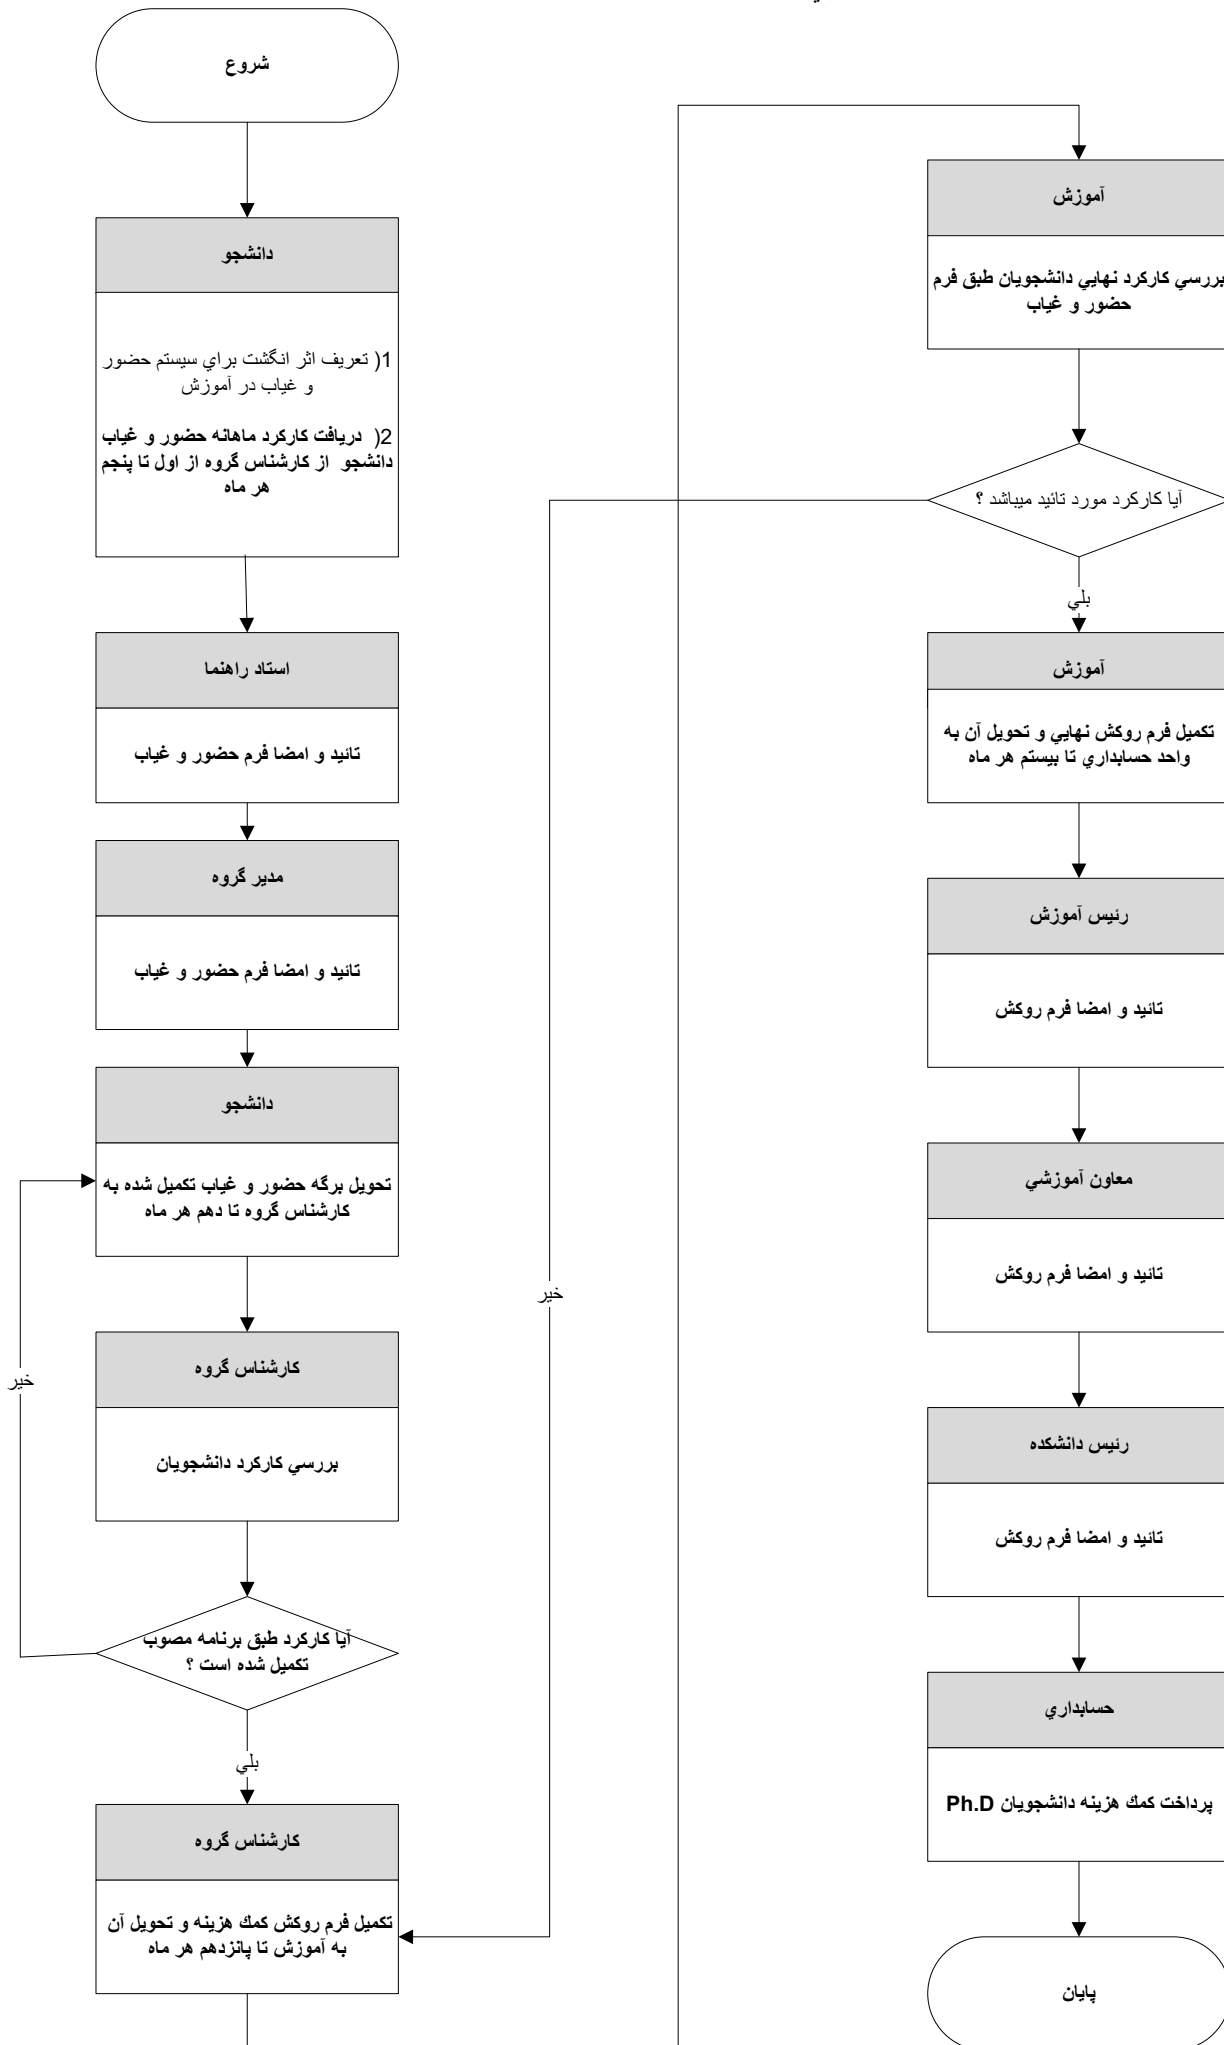 شروع
دانشجو
1) تعريف اثر انگشت براي سيستم حضور
و غياب در آموزش
2) دريافت كاركرد ماهانه حضور و غياب
دانشجو از كارشناس گروه از اول تا پنجم
هر ماه
استاد راهنما
تائيد و امضا فرم حضور و غياب
مدير گروه
تائيد و امضا فرم حضور و غياب
دانشجو
تحويل برگه حضور و غياب تكميل شده به
كارشناس گروه تا دهم هر ماه
كارشناس گروه
بررسي كاركرد دانشجويان
خير
آيا كاركرد طبق برنامه مصوب
تكميل شده است ؟
بلي
كارشناس گروه
تكميل فرم روكش كمك هزينه و تحويل آن
به آموزش تا پانزدهم هر ماه
خير
آموزش
بررسي كاركرد نهايي دانشجويان طبق فرم
حضور و غياب
آيا كاركرد مورد تائيد ميباشد ؟
بلي
آموزش
تكميل فرم روكش نهايي و تحويل آن به
واحد حسابداري تا بيستم هر ماه
رئيس آموزش
تائيد و امضا فرم روكش
معاون آموزشي
تائيد و امضا فرم روكش
رئيس دانشكده
تائيد و امضا فرم روكش
حسابداري
پرداخت كمك هزينه دانشجويان Ph.D
پايان